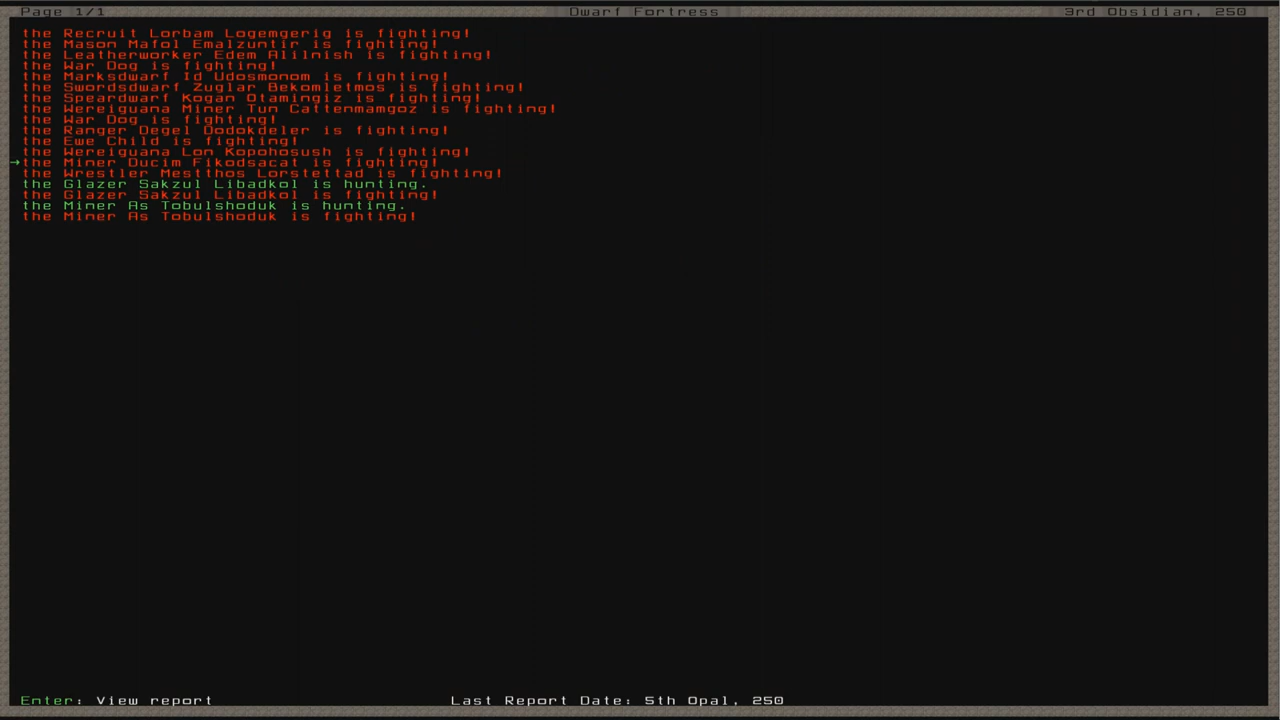 Page 1/1 Dwarf Fortress 3rd Obsidian, 250
the Recruit Lorbam Logemgerig is fighting!
the Mason Mafol Emalzuntir is fighting!
the Leatherworker Edem Alilnish is fighting!
the War Dog is fighting!
the Marksdwarf Id Udosmonom is fighting!
the Swordsdwarf Zuglar Bekomletmos is fighting!
the Speardwarf Kogan Otamingiz is fighting!
the Wereiguana Miner Tun Cattenmamgoz is fighting!
the War Dog is fighting!
the Ranger Degel Dodokdeler is fighting!
the Ewe Child is fighting!
the Wereiguana Lon Kopohosush is fighting!
→the Miner Ducim Fikodsacat is fighting!
the Wrestler Mestthos Lorstettad is fighting!
the Glazer Sakzul Libadkol is hunting.
the Glazer Sakzul Libadkol is fighting!
the Miner As Tobulshoduk is hunting.
the Miner As Tobulshoduk is fighting!
Enter: View report Last Report Date: 5th Opal, 250